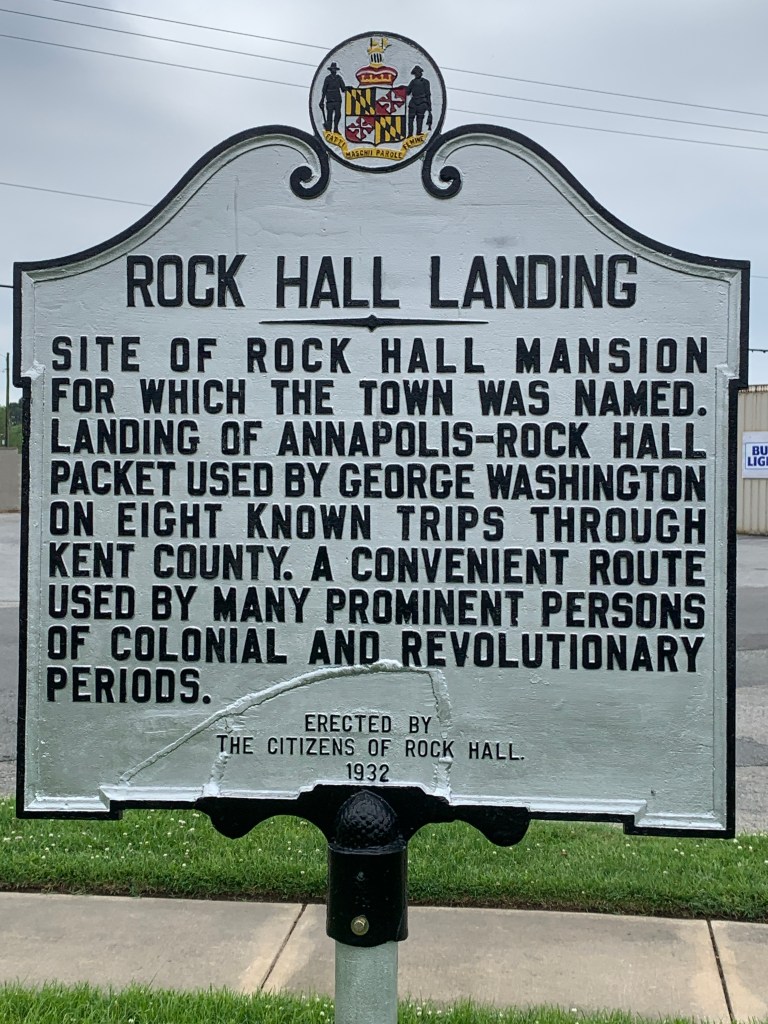 FATTI MASCHII PAROLE FEMINE
ROCK HALL LANDING
SITE OF ROCK HALL MANSION
FOR WHICH THE TOWN WAS NAMED.
LANDING OF ANNAPOLIS-ROCK HALL
PACKET USED BY GEORGE WASHINGTON
ON EIGHT KNOWN TRIPS THROUGH
KENT COUNTY. A CONVENIENT ROUTE
USED BY MANY PROMINENT PERSONS
OF COLONIAL AND REVOLUTIONARY
PERIODS.
ERECTED BY
THE CITIZENS OF ROCK HALL.
1932
BU
LIG